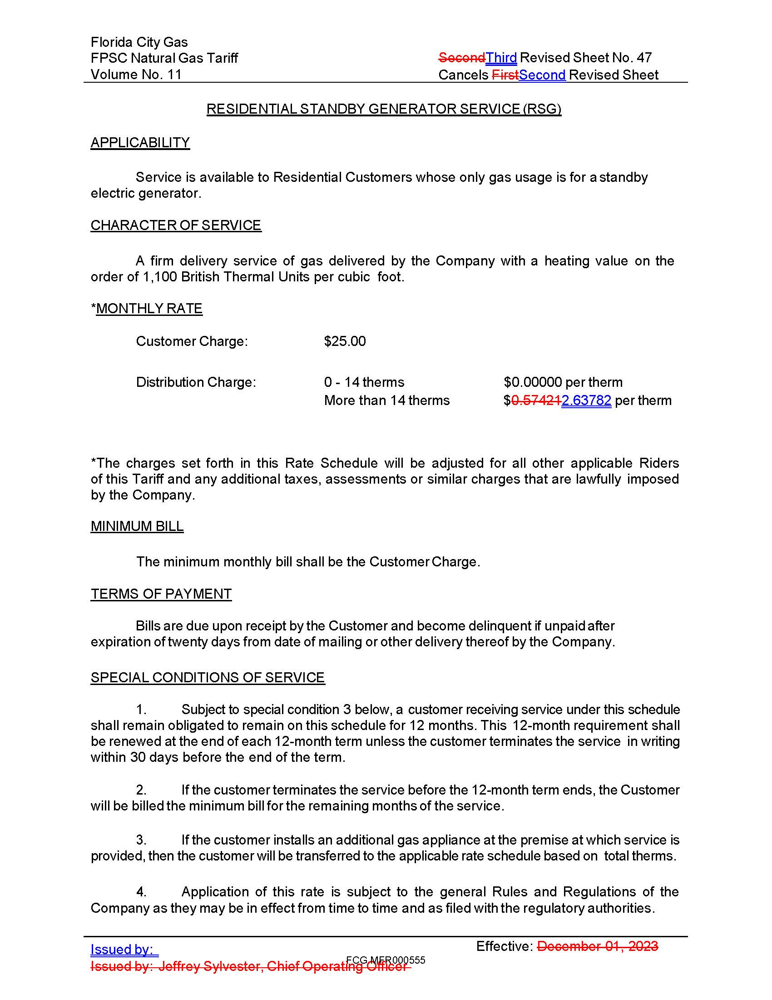 Florida City Gas
FPSC Natural Gas Tariff
SecondThird Revised Sheet No. 47
Volume No. 11
Cancels FirstSecond Revised Sheet
RESIDENTIAL STANDBY GENERATOR SERVICE (RSG)
APPLICABILITY
Service is available to Residential Customers whose only gas usage is for a standby
electric generator.
CHARACTER OF SERVICE
A firm delivery service of gas delivered by the Company with a heating value on the
order of 1,100 British Thermal Units per cubic foot.
*MONTHLY RATE
Customer Charge: $25.00
Distribution Charge: 0 - 14 therms $0.00000 per therm
More than 14 therms $0.574212.63782 per therm
*The charges set forth in this Rate Schedule will be adjusted for all other applicable Riders
of this Tariff and any additional taxes, assessments or similar charges that are lawfully imposed
by the Company.
MINIMUM BILL
The minimum monthly bill shall be the Customer Charge.
TERMS OF PAYMENT
Bills are due upon receipt by the Customer and become delinquent if unpaid after
expiration of twenty days from date of mailing or other delivery thereof by the Company.
SPECIAL CONDITIONS OF SERVICE
1. Subject to special condition 3 below, a customer receiving service under this schedule
shall remain obligated to remain on this schedule for 12 months. This 12-month requirement shall
be renewed at the end of each 12-month term unless the customer terminates the service in writing
within 30 days before the end of the term.
2. If the customer terminates the service before the 12-month term ends, the Customer
will be billed the minimum bill for the remaining months of the service.
3. If the customer installs an additional gas appliance at the premise at which service is
provided, then the customer will be transferred to the applicable rate schedule based on total therms.
4. Application of this rate is subject to the general Rules and Regulations of the
Company as they may be in effect from time to time and as filed with the regulatory authorities.
Issued by:
Effective: December 01, 2023
Issued by: Jeffrey Sylvester, Chief Operating Officer
FCG MFR000555